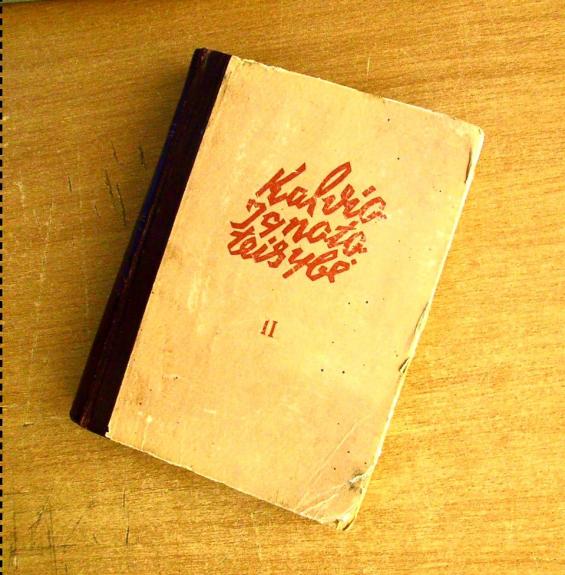 Kalvio
Ignoto
teisybė
II